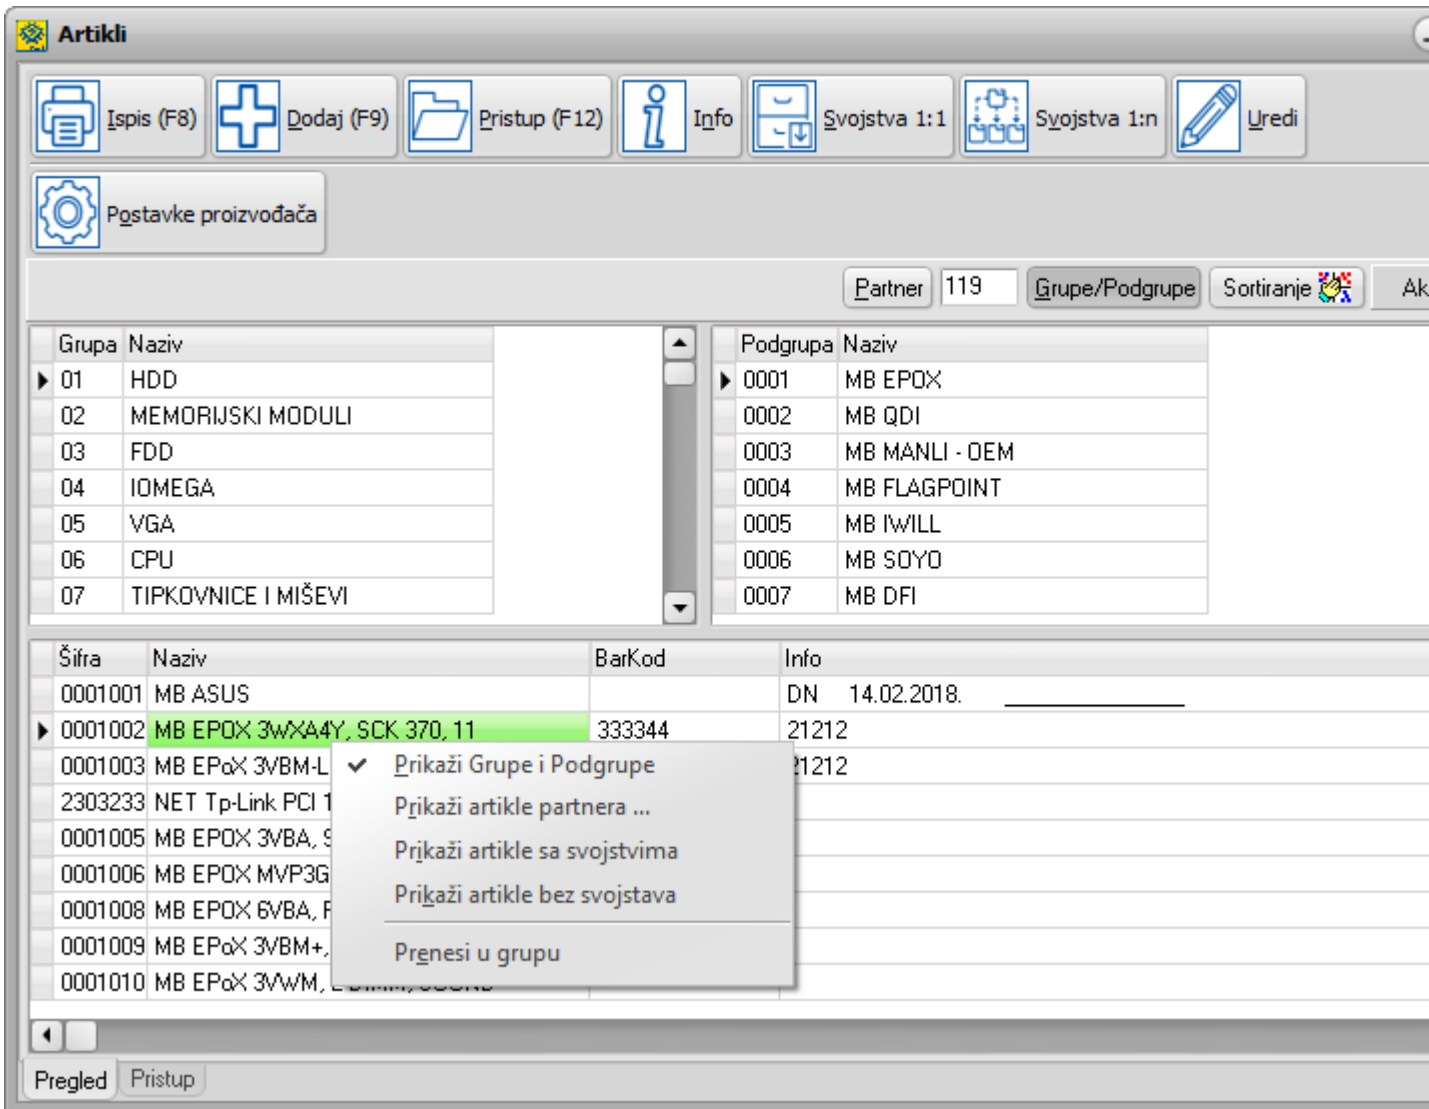 Artikli
Ispis (F8) Dodaj (F9) Pristup (F12) Info Svojstva 1:1 Svojstva 1:n Uredi
Postavke proizvođača
Partner 119 Grupe/Podgrupe Sortiranje Ak
Grupa Naziv Podgrupa Naziv
01 HDD 0001 MB EPOX
02 MEMORIJSKI MODULI 0002 MB QDI
03 FDD 0003 MB MANLI - OEM
04 IOMEGA 0004 MB FLAGPOINT
05 VGA 0005 MB IWILL
06 CPU 0006 MB SOYO
07 TIPKOVNICE I MIŠEVI 0007 MB DFI
Šifra Naziv BarKod Info
0001001 MB ASUS DN 14.02.2018.
0001002 MB EPOX 3WXA4Y, SCK 370, 11 333344 21212
0001003 MB EPoX 3VBM-L 21212
2303233 NET Tp-Link PCI 1
0001005 MB EPOX 3VBA, S
0001006 MB EPOX MVP3G
0001008 MB EPOX 6VBA,
0001009 MB EPoX 3VBM+,
0001010 MB EPoX 3VWM,
Prikaži Grupe i Podgrupe
Prikaži artikle partnera ...
Prikaži artikle sa svojstvima
Prikaži artikle bez svojstava
Prenesi u grupu
Pregled Pristup